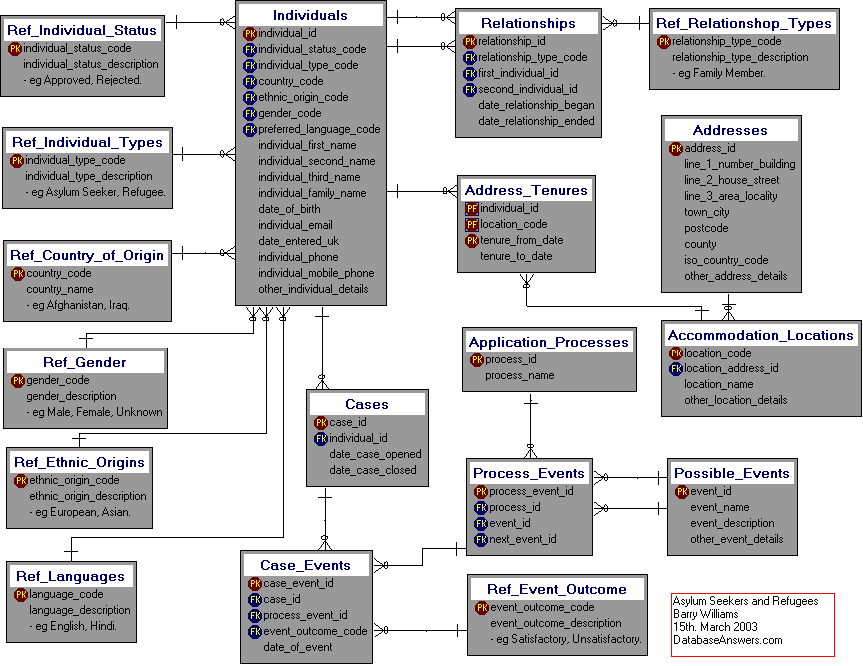 Ref_Individual_Status
PK individual_status_code
individual_status_description
- eg Approved, Rejected.
Ref_Individual_Types
PK individual_type_code
individual_type_description
- eg Asylum Seeker, Refugee.
Ref_Country_of_Origin
PK country_code
country_name
- eg Afghanistan, Iraq.
Ref_Gender
PK gender_code
gender_description
- eg Male, Female, Unknown
Ref_Ethnic_Origins
PK ethnic_origin_code
ethnic_origin_description
- eg European, Asian.
Ref_Languages
PK language_code
language_description
- eg English, Hindi.
Individuals
PK individual_id
FK individual_status_code
FK individual_type_code
FK country_code
FK ethnic_origin_code
FK gender_code
FK preferred_language_code
individual_first_name
individual_second_name
individual_third_name
individual_family_name
date_of_birth
individual_email
date_entered_uk
individual_phone
individual_mobile_phone
other_individual_details
Cases
PK case_id
FK individual_id
date_case_opened
date_case_closed
Case_Events
PK case_event_id
FK case_id
FK process_event_id
FK event_outcome_code
date_of_event
Relationships
PK relationship_id
FK relationship_type_code
FK first_individual_id
FK second_individual_id
date_relationship_began
date_relationship_ended
Ref_Relationshop_Types
PK relationship_type_code
relationship_type_description
- eg Family Member.
Address_Tenures
PF individual_id
PF location_code
PK tenure_from_date
tenure_to_date
Addresses
PK address_id
line_1_number_building
line_2_house_street
line_3_area_locality
town_city
postcode
county
iso_country_code
other_address_details
Accommodation_Locations
PK location_code
FK location_address_id
location_name
other_location_details
Application_Processes
PK process_id
process_name
Process_Events
PK process_event_id
FK process_id
FK event_id
FK next_event_id
Possible_Events
PK event_id
event_name
event_description
other_event_details
Ref_Event_Outcome
PK event_outcome_code
event_outcome_description
- eg Satisfactory, Unsatisfactory.
Asylum Seekers and Refugees
Barry Williams
15th. March 2003
DatabaseAnswers.com